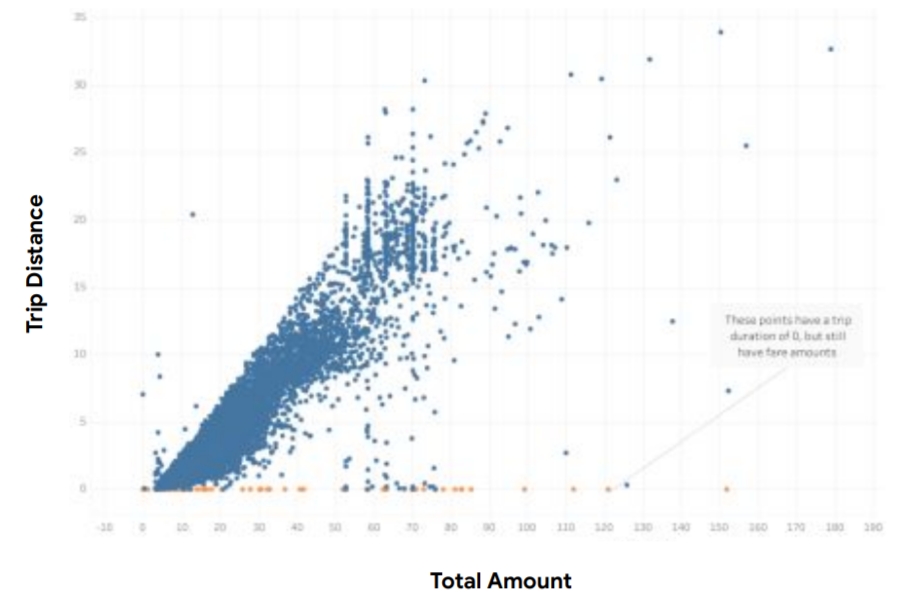 35
30
25
20
15
10
5
0
Trip Distance
These points have a trip
duration of 0, but still
have fare amounts
-10 0 10 20 30 40 50 60 70 80 90 100 110 120 130 140 150 160 170 180 190
Total Amount